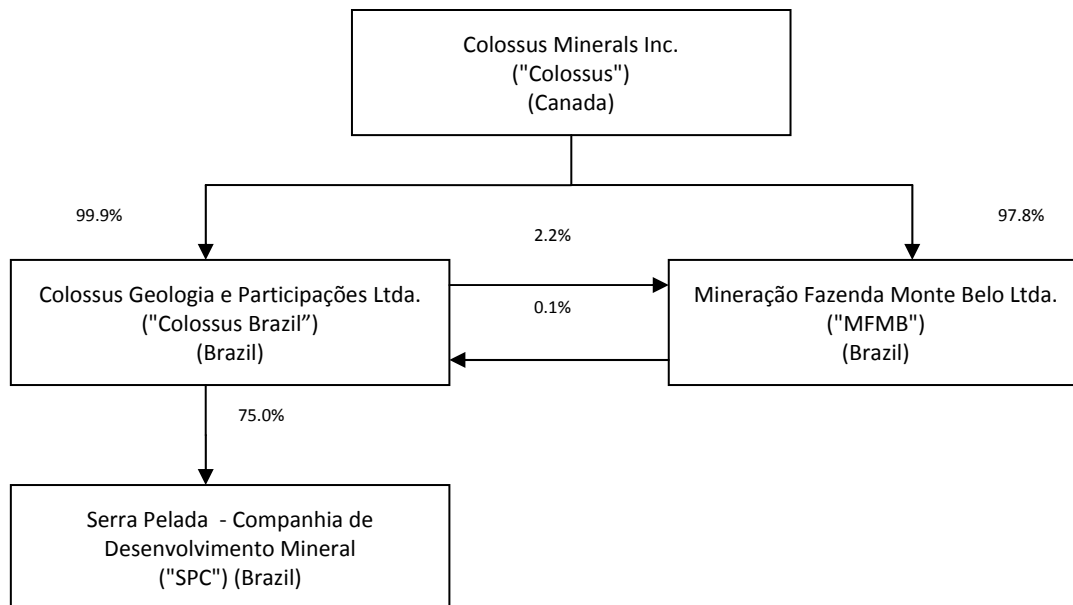 Colossus Minerals Inc.
("Colossus")
(Canada)
99.9%
2.2%
97.8%
Colossus Geologia e Participações Ltda.
("Colossus Brazil”)
(Brazil)
0.1%
Mineração Fazenda Monte Belo Ltda.
("MFMB")
(Brazil)
75.0%
Serra Pelada - Companhia de
Desenvolvimento Mineral
("SPC") (Brazil)